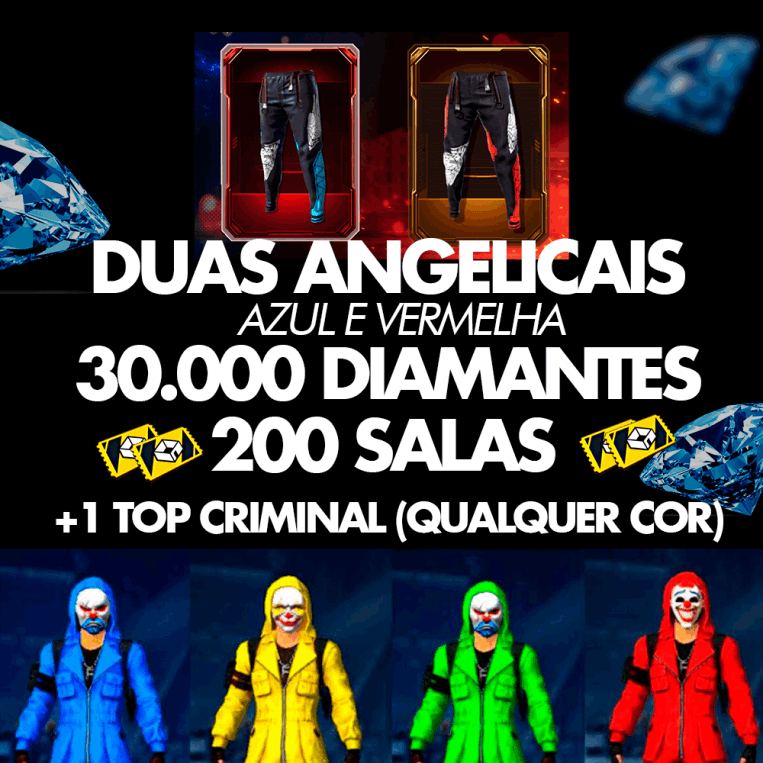 DUAS ANGELICAIS
AZUL E VERMELHA
30.000 DIAMANTES
200 SALAS
+1 TOP CRIMINAL (QUALQUER COR)